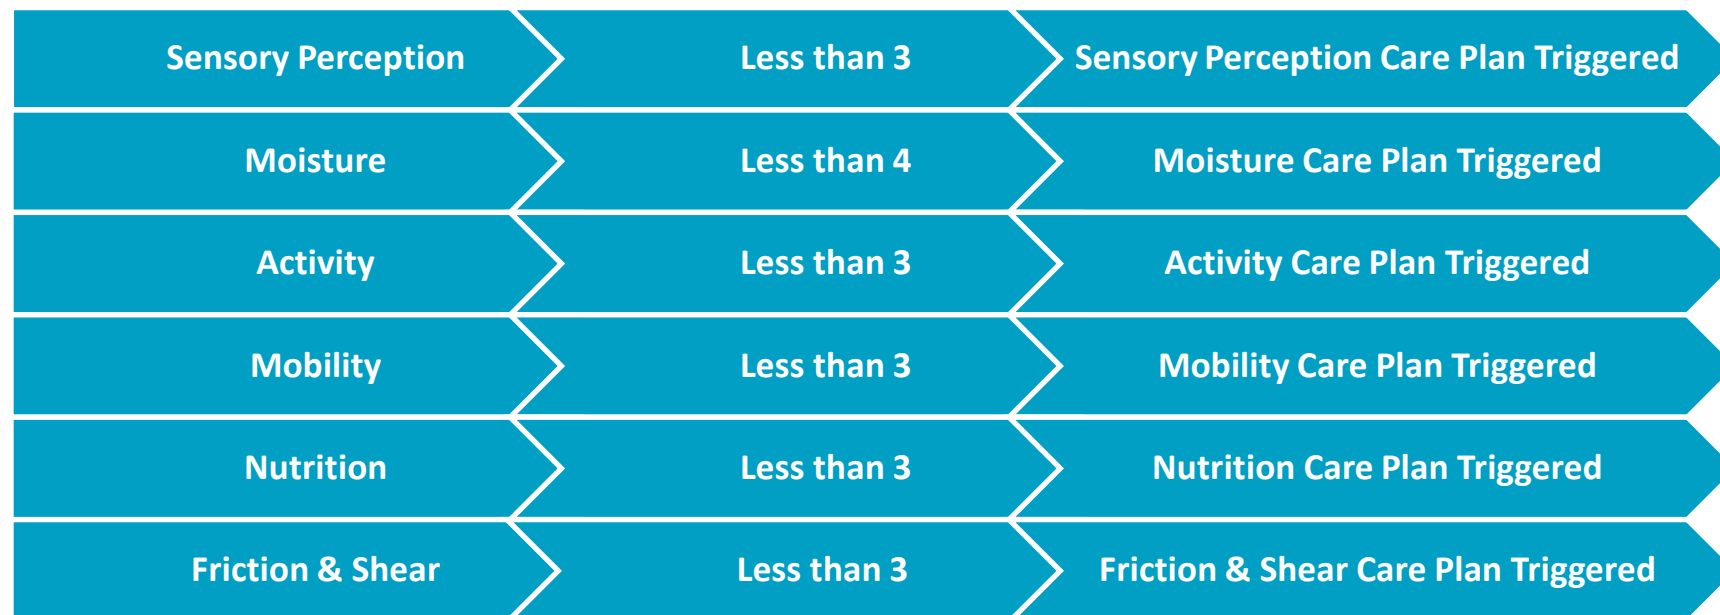 Sensory Perception Less than 3 Sensory Perception Care Plan Triggered
Moisture Less than 4 Moisture Care Plan Triggered
Activity Less than 3 Activity Care Plan Triggered
Mobility Less than 3 Mobility Care Plan Triggered
Nutrition Less than 3 Nutrition Care Plan Triggered
Friction & Shear Less than 3 Friction & Shear Care Plan Triggered